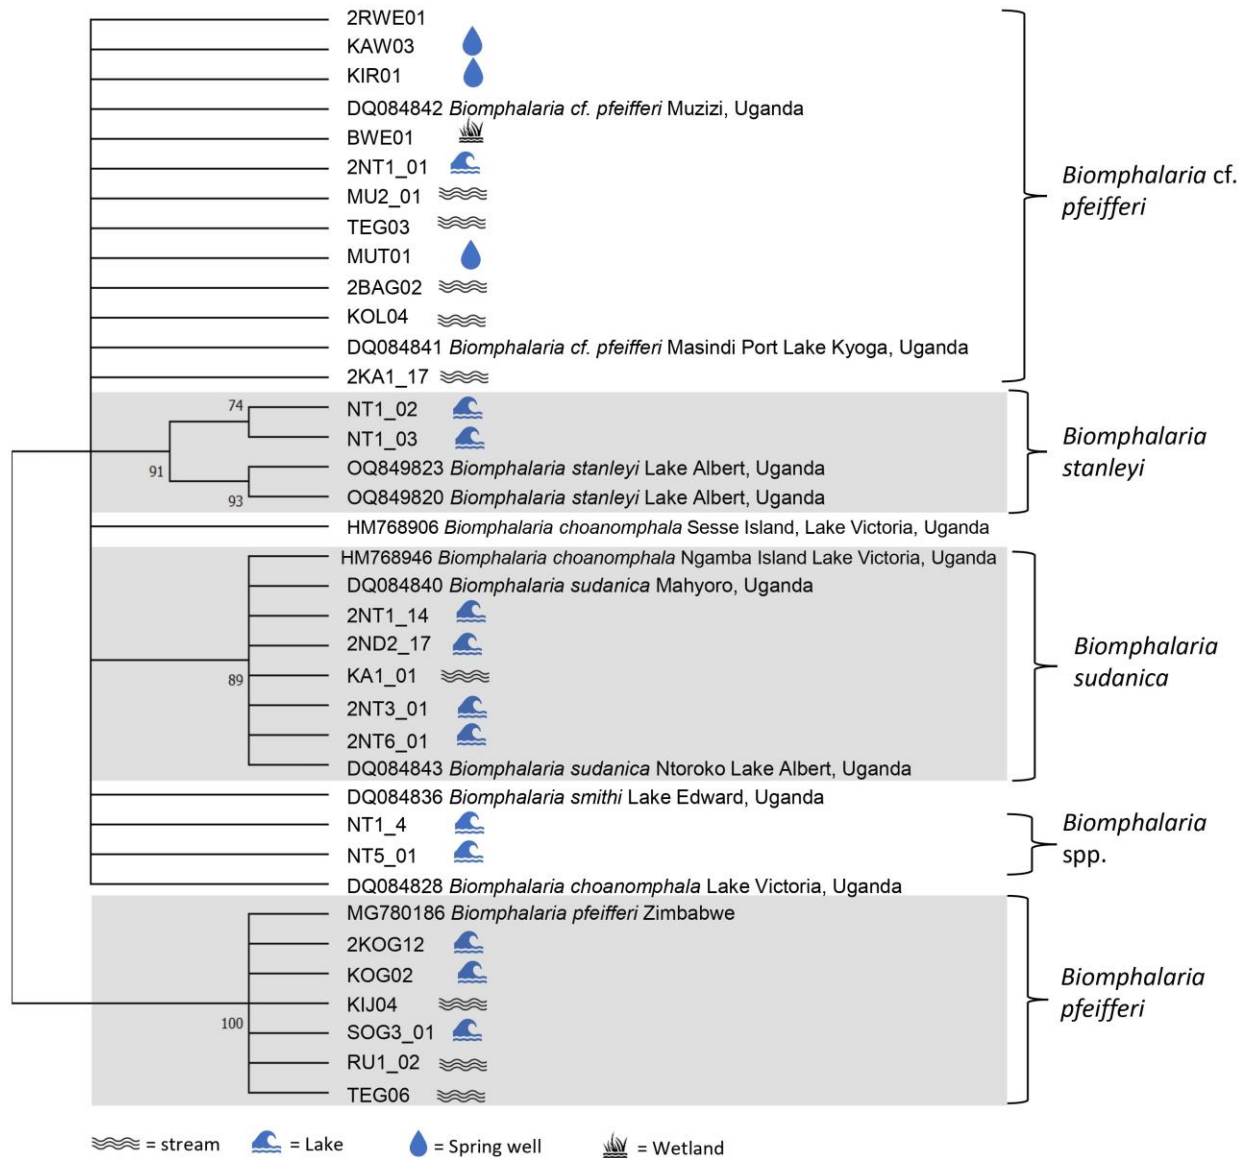 2RWE01
KAW03
KIR01
DQ084842 Biomphalaria cf. pfeifferi Muzizi, Uganda
BWE01
2NT1_01
MU2_01
TEG03
MUT01
2BAG02
KOL04
DQ084841 Biomphalaria cf. pfeifferi Masindi Port Lake Kyoga, Uganda
2KA1_17
Biomphalaria cf.
pfeifferi
74
NT1_02
NT1_03
91
OQ849823 Biomphalaria stanleyi Lake Albert, Uganda
93
OQ849820 Biomphalaria stanleyi Lake Albert, Uganda
Biomphalaria
stanleyi
HM768906 Biomphalaria choanomphala Sesse Island, Lake Victoria, Uganda
HM768946 Biomphalaria choanomphala Ngamba Island Lake Victoria, Uganda
DQ084840 Biomphalaria sudanica Mahyoro, Uganda
2NT1_14
2ND2_17
KA1_01
89
2NT3_01
2NT6_01
DQ084843 Biomphalaria sudanica Ntoroko Lake Albert, Uganda
Biomphalaria
sudanica
DQ084836 Biomphalaria smithi Lake Edward, Uganda
NT1_4
NT5_01
Biomphalaria
spp.
DQ084828 Biomphalaria choanomphala Lake Victoria, Uganda
MG780186 Biomphalaria pfeifferi Zimbabwe
2KOG12
KOG02
KIJ04
100
SOG3_01
RU1_02
TEG06
Biomphalaria
pfeifferi
= stream = Lake = Spring well = Wetland